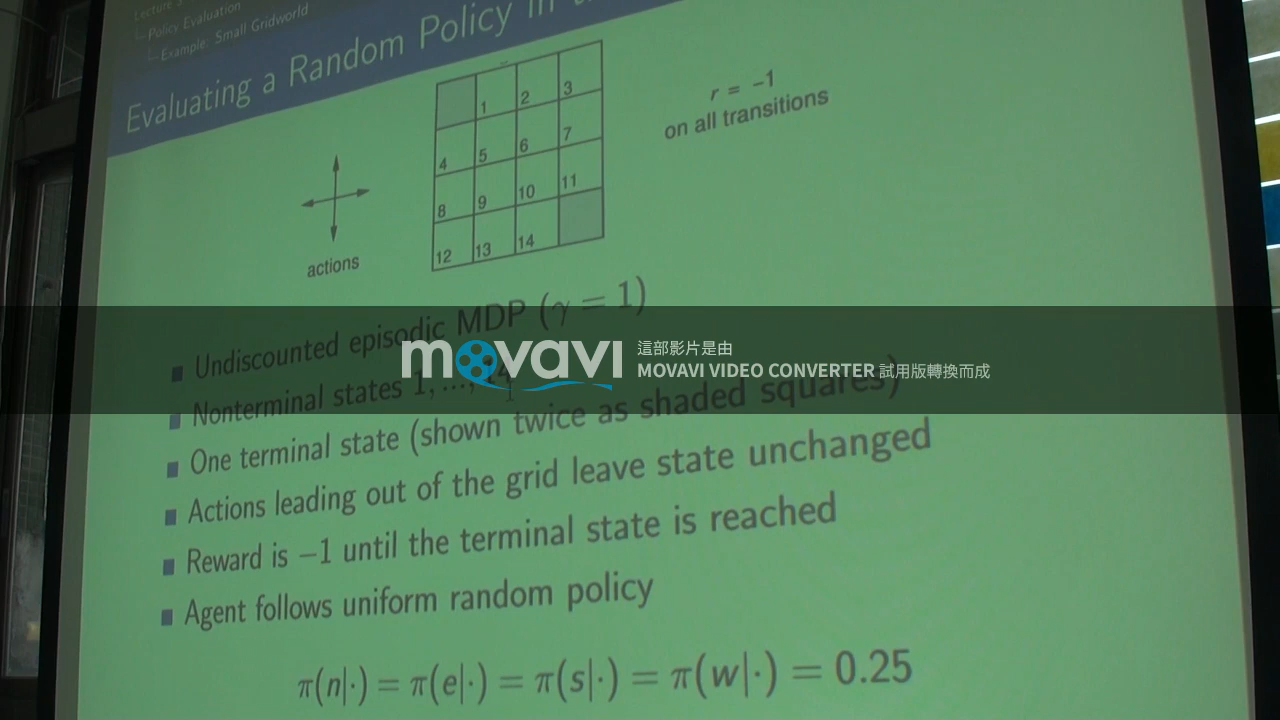 Lecture 3
Policy Evaluation
Example: Small Gridworld
Evaluating a Random Policy in
1 2 3
4 5 6 7
8 9 10 11
12 13 14
actions
r = −1
on all transitions
Undiscounted episodic MDP (γ = 1)
Nonterminal states 1, ..., 14
One terminal state (shown twice as shaded squares)
Actions leading out of the grid leave state unchanged
Reward is −1 until the terminal state is reached
Agent follows uniform random policy
π(n|·) = π(e|·) = π(s|·) = π(w|·) = 0.25
movavi
這部影片是由
MOVAVI VIDEO CONVERTER 試用版轉換而成